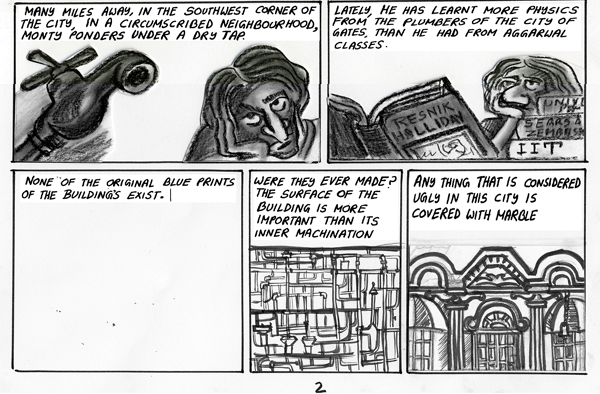 MANY MILES AWAY, IN THE SOUTHWEST CORNER OF
THE CITY, IN A CIRCUMSCRIBED NEIGHBOURHOOD,
MONTY PONDERS UNDER A DRY TAP.
LATELY, HE HAS LEARNT MORE PHYSICS
FROM THE PLUMBERS OF THE CITY OF
GATES, THAN HE HAD FROM AGGARWAL
CLASSES.
RESNIK
HALLIDAY
UNIV
SEARS &
ZEMANS
IIT
NONE OF THE ORIGINAL BLUE PRINTS
OF THE BUILDING'S EXIST.
WERE THEY EVER MADE?
THE SURFACE OF THE
BUILDING IS MORE
IMPORTANT THAN ITS
INNER MACHINATION
ANY THING THAT IS CONSIDERED
UGLY IN THIS CITY IS
COVERED WITH MARBLE
2